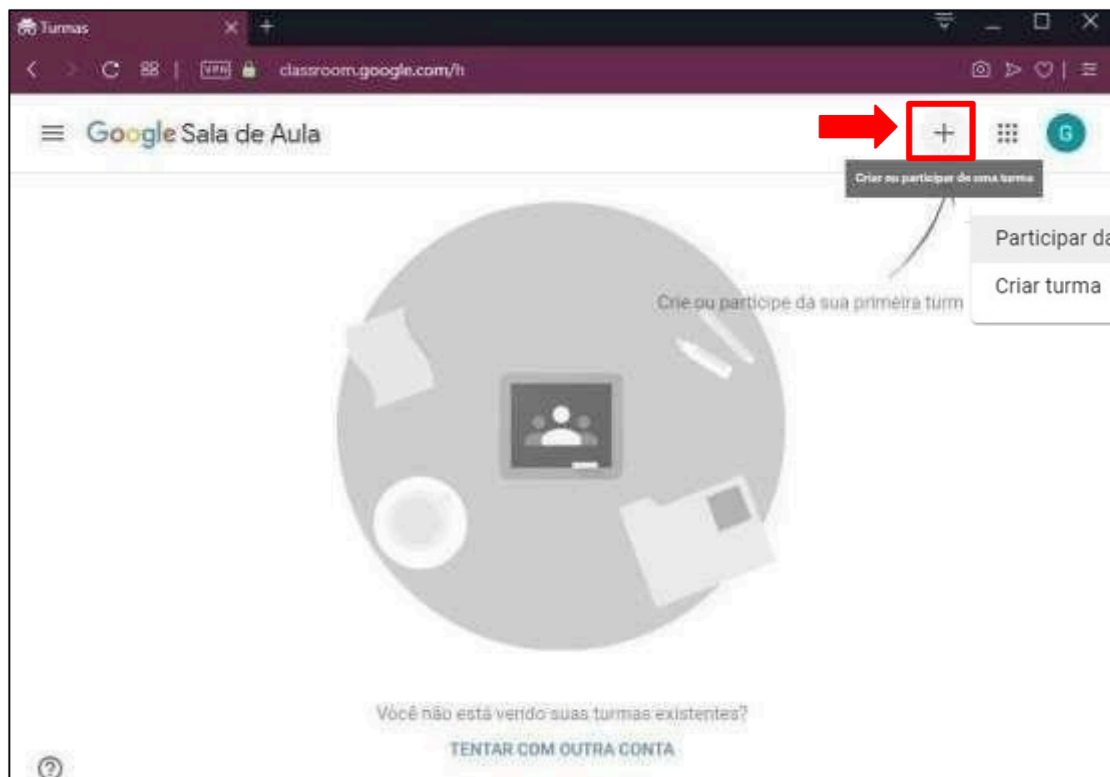 Turmas
VPN classroom.google.com/h
Google Sala de Aula
G
Criar ou participar de uma turma
Participar da
Criar turma
Crie ou participe da sua primeira turm
Você não está vendo suas turmas existentes?
TENTAR COM OUTRA CONTA